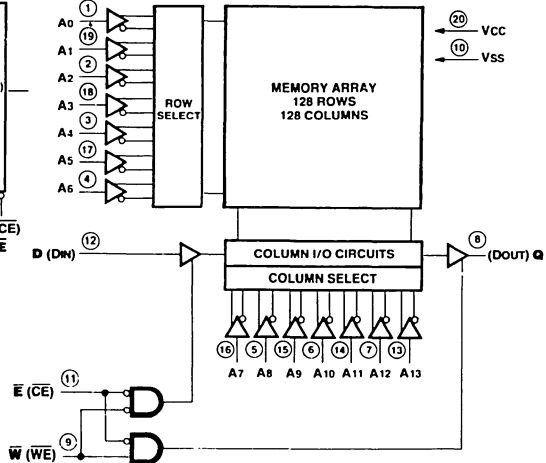 A0 1
A1 19
A2 2
A3 18
A4 3
A5 17
A6 4
ROW
SELECT
MEMORY ARRAY
128 ROWS
128 COLUMNS
20 VCC
10 VSS
)
CE)
E
D (DIN) 12
COLUMN I/O CIRCUITS
COLUMN SELECT
8
(DOUT) Q
16 5 15 6 14 7 13
A7 A8 A9 A10 A11 A12 A13
E (CE) 11
W (WE) 9